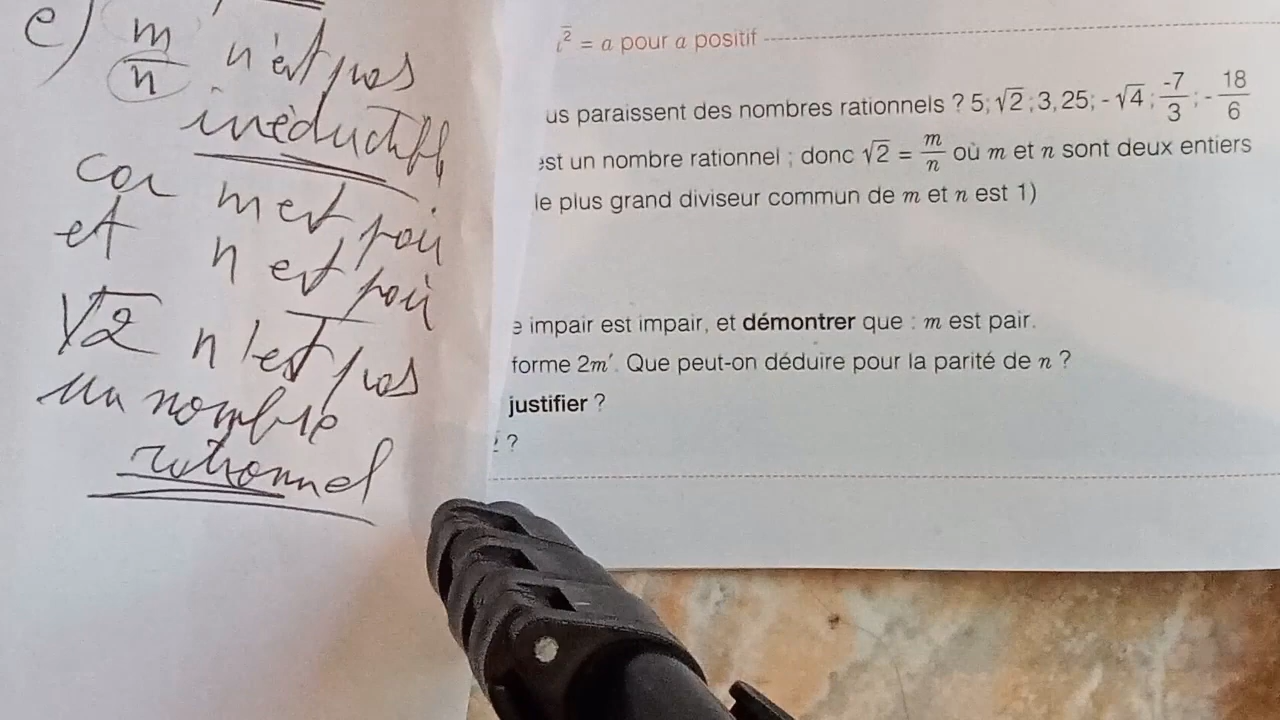 e) m/n n'est pas
inéductible
car m est pair
et n est pair
√2 n'est pas
un nombre
rationnel
² = a pour a positif
us paraissent des nombres rationnels ? 5; √2 ; 3, 25; - √4 ; -7/3 ; - 18/6
est un nombre rationnel ; donc √2 = m/n où m et n sont deux entiers
le plus grand diviseur commun de m et n est 1)
e impair est impair, et démontrer que : m est pair.
forme 2m′. Que peut-on déduire pour la parité de n ?
justifier ?
?